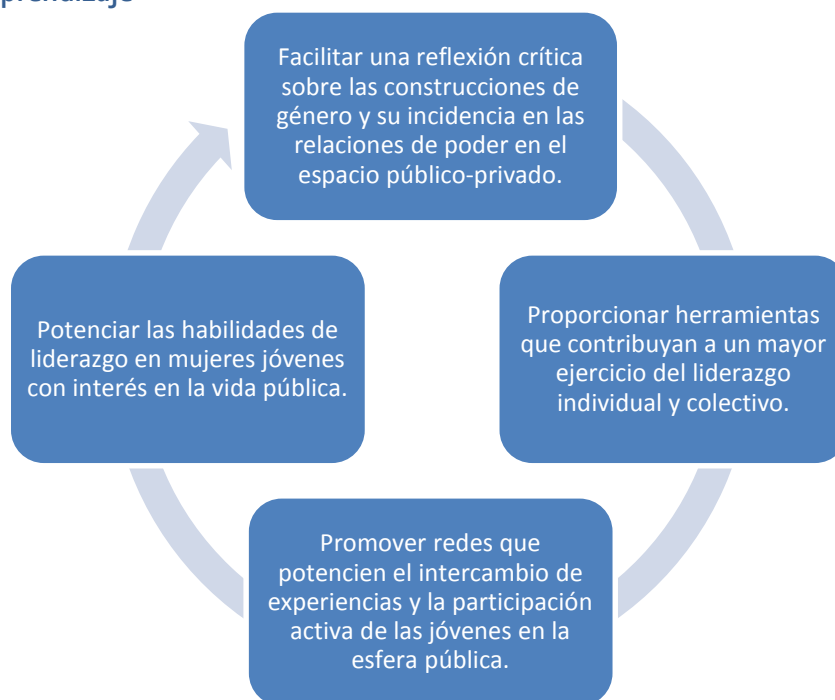 Facilitar una reflexión crítica
sobre las construcciones de
género y su incidencia en las
relaciones de poder en el
espacio público-privado.
Proporcionar herramientas
que contribuyan a un mayor
ejercicio del liderazgo
individual y colectivo.
Promover redes que
potencien el intercambio de
experiencias y la participación
activa de las jóvenes en la
esfera pública.
Potenciar las habilidades de
liderazgo en mujeres jóvenes
con interés en la vida pública.